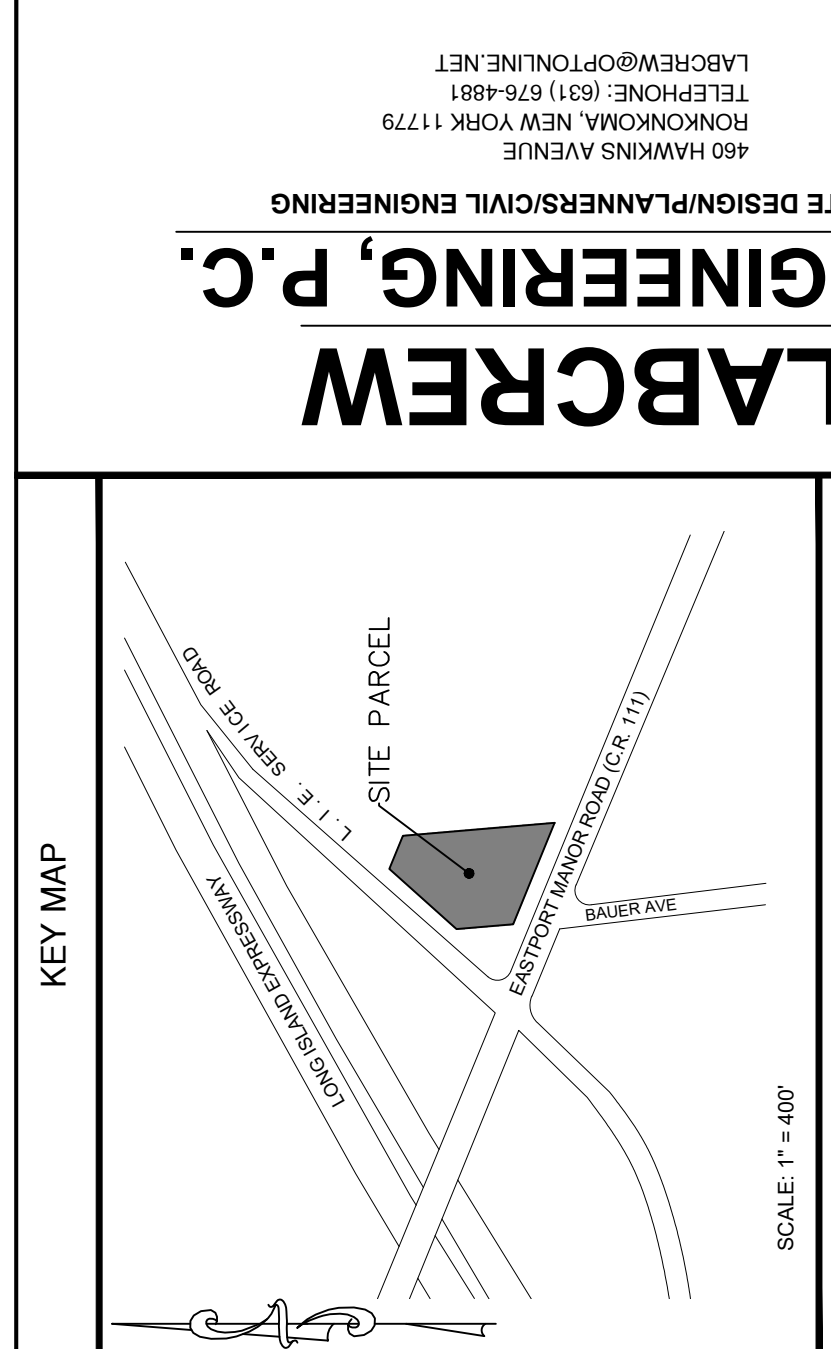 LABCREW
GINEERING, P.C.
TE DESIGN/PLANNERS/CIVIL ENGINEERING
460 HAWKINS AVENUE
RONKONKOMA, NEW YORK 11779
TELEPHONE: (631) 676-4881
LABCREW@OPTONLINE.NET
KEY MAP
LONG ISLAND EXPRESSWAY
L.I.E. SERVICE ROAD
SITE PARCEL
EASTPORT MANOR ROAD (C.R. 111)
BAUER AVE
SCALE: 1" = 400'
N